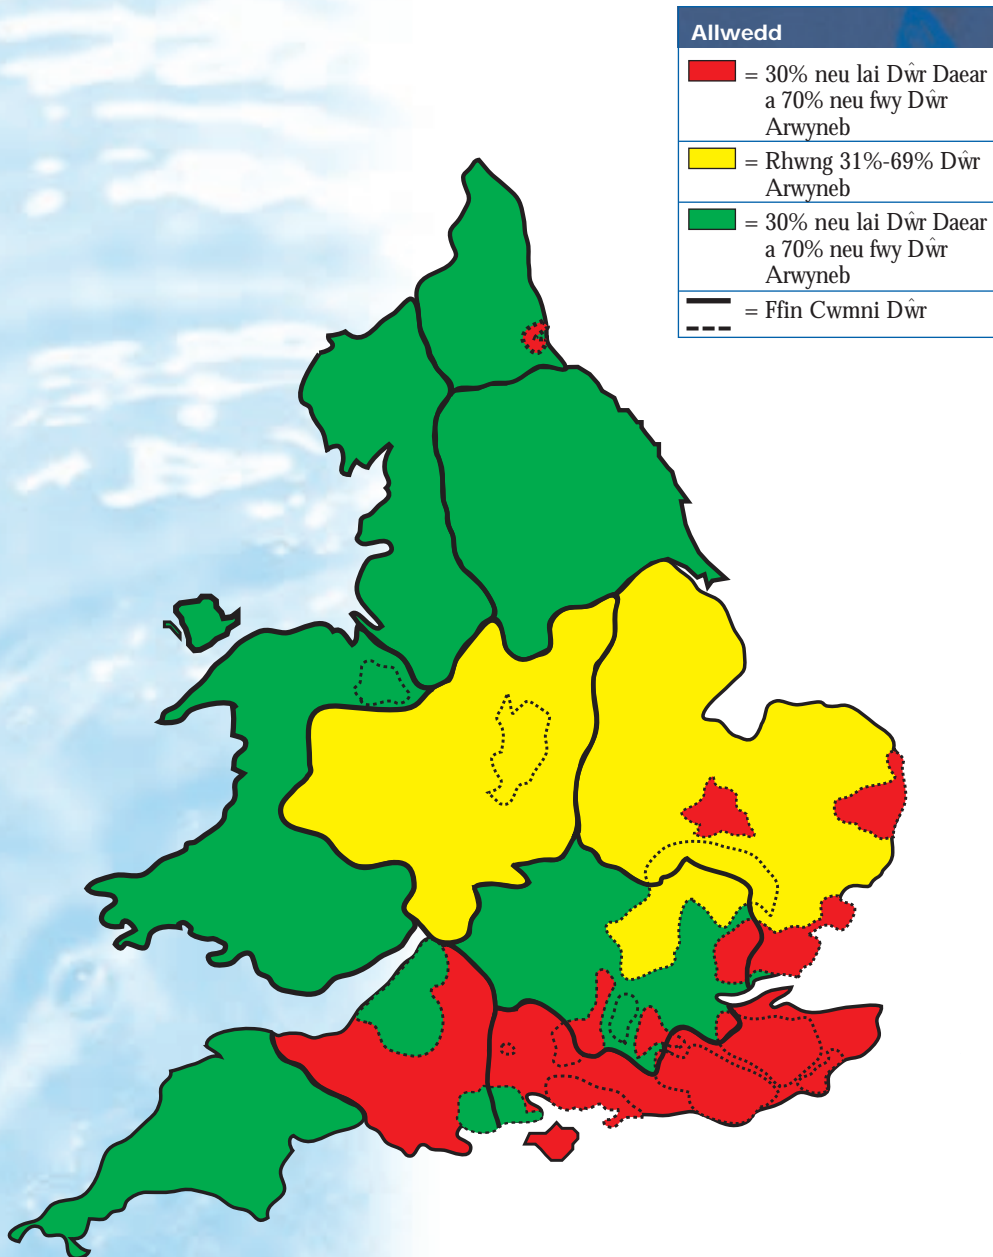 Allwedd
= 30% neu lai Dŵr Daear
a 70% neu fwy Dŵr
Arwyneb
= Rhwng 31%-69% Dŵr
Arwyneb
= 30% neu lai Dŵr Daear
a 70% neu fwy Dŵr
Arwyneb
= Ffin Cwmni Dŵr